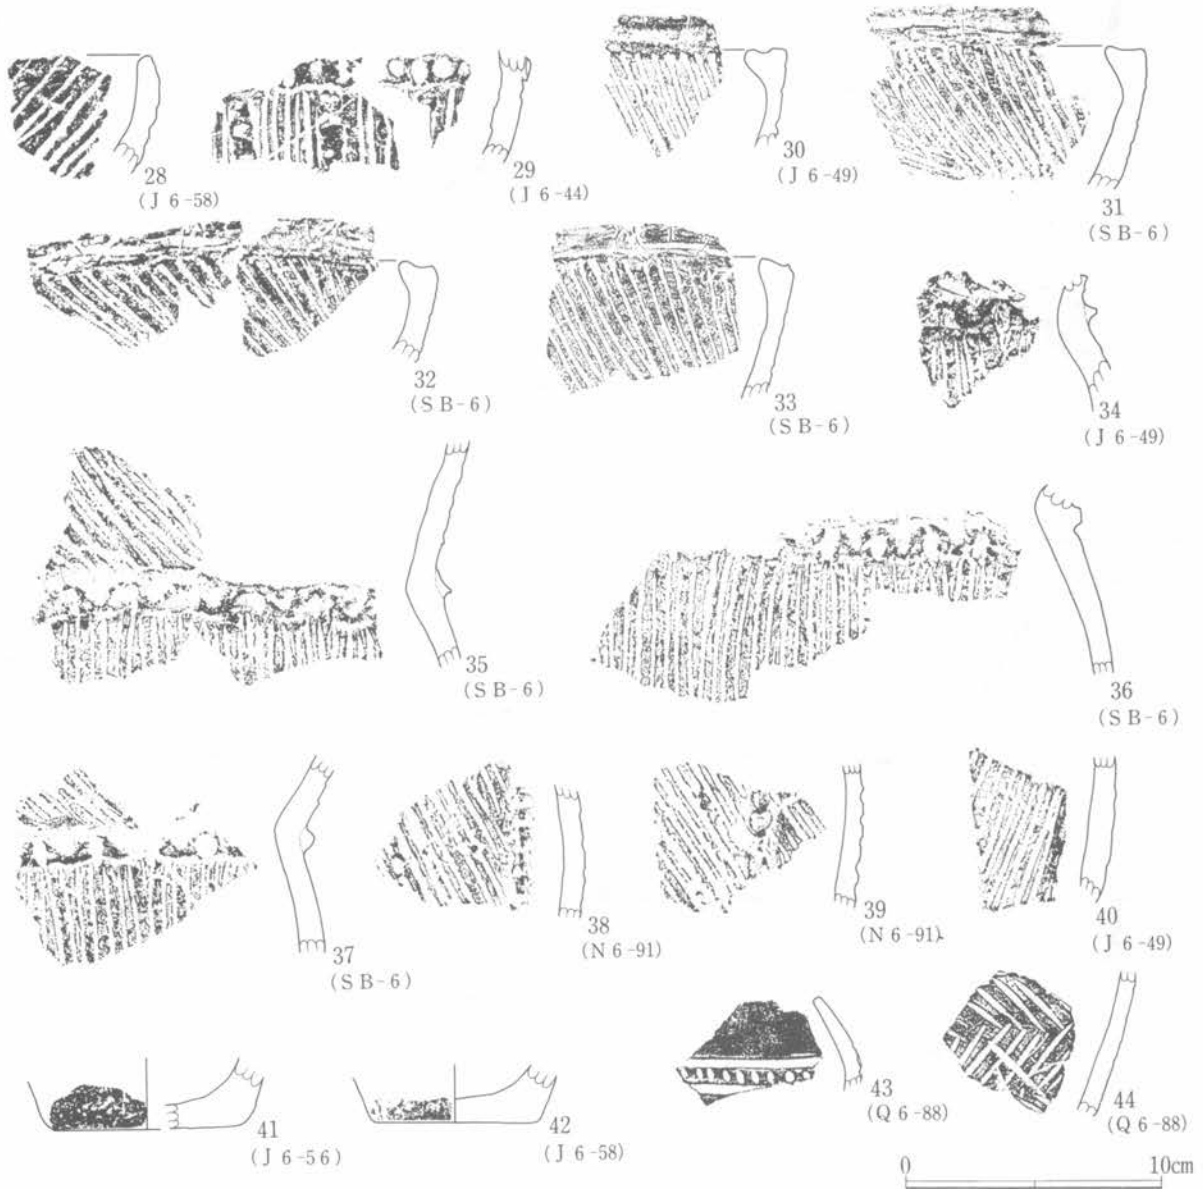 28
(J 6-58)
29
(J 6-44)
30
(J 6-49)
31
(SB-6)
32
(SB-6)
33
(SB-6)
34
(J 6-49)
35
(SB-6)
36
(SB-6)
37
(SB-6)
38
(N 6-91)
39
(N 6-91)
40
(J 6-49)
41
(J 6-56)
42
(J 6-58)
43
(Q 6-88)
44
(Q 6-88)
0 10cm